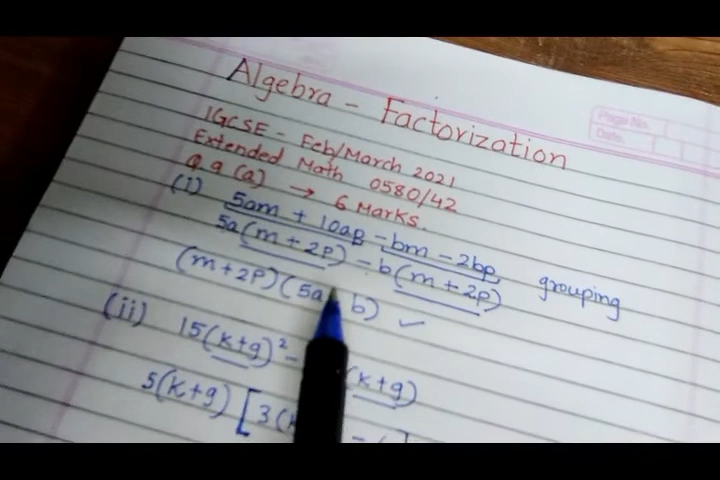 Page No.
Date.
Algebra - Factorization
IGCSE - Feb/March 2021
Extended Math 0580/42
Q 9 (a) → 6 Marks.
(i) 5am + 10ap - bm - 2bp
5a(m + 2p) - b(m + 2p) grouping
(m + 2p)(5a b) ✓
(ii) 15(k+g)² - (k+g)
5(k+g) [3(